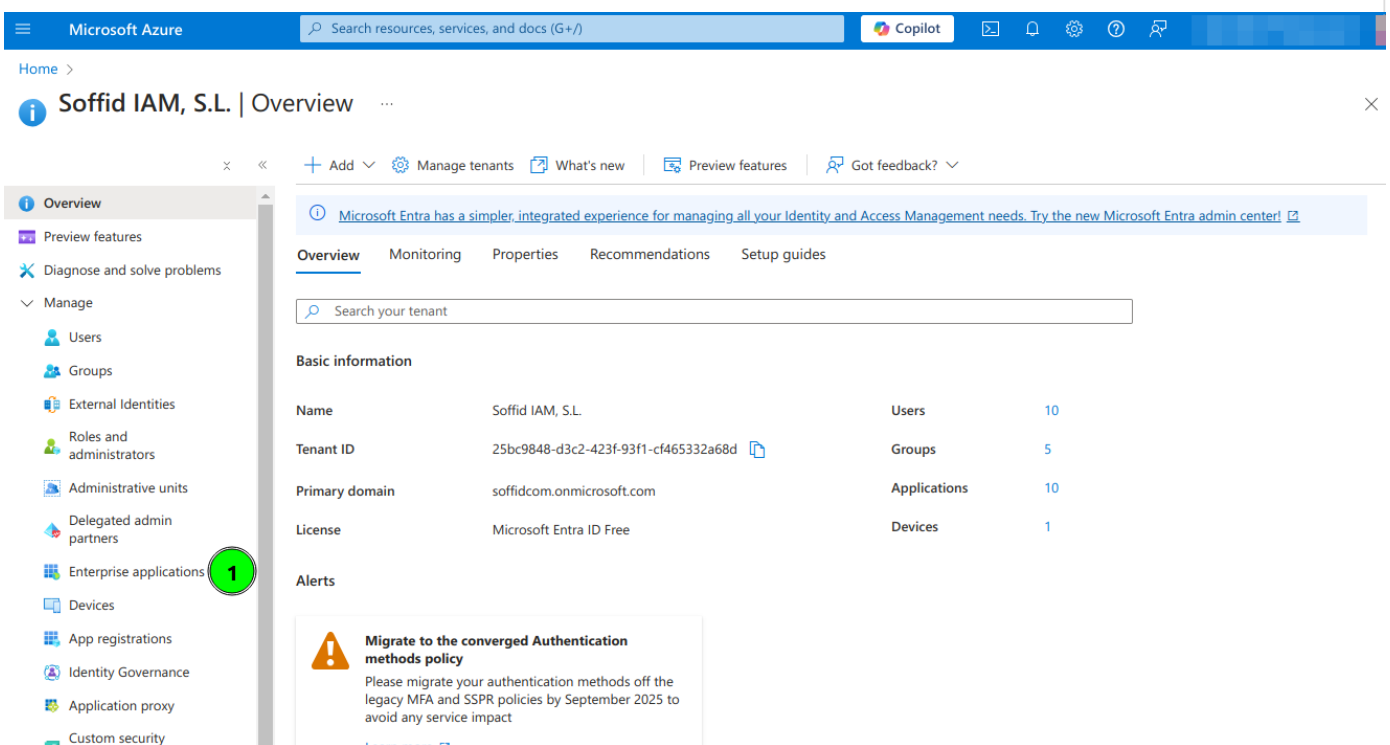 Microsoft Azure
Search resources, services, and docs (G+/)
Copilot
Home >
Soffid IAM, S.L. | Overview ...
Add
Manage tenants
What's new
Preview features
Got feedback?
Overview
Preview features
Diagnose and solve problems
Manage
Users
Groups
External Identities
Roles and
administrators
Administrative units
Delegated admin
partners
Enterprise applications
1
Devices
App registrations
Identity Governance
Application proxy
Custom security
Microsoft Entra has a simpler, integrated experience for managing all your Identity and Access Management needs. Try the new Microsoft Entra admin center!
Overview Monitoring Properties Recommendations Setup guides
Search your tenant
Basic information
Name Soffid IAM, S.L. Users 10
Tenant ID 25bc9848-d3c2-423f-93f1-cf465332a68d Groups 5
Primary domain soffidcom.onmicrosoft.com Applications 10
License Microsoft Entra ID Free Devices 1
Alerts
Migrate to the converged Authentication
methods policy
Please migrate your authentication methods off the
legacy MFA and SSPR policies by September 2025 to
avoid any service impact